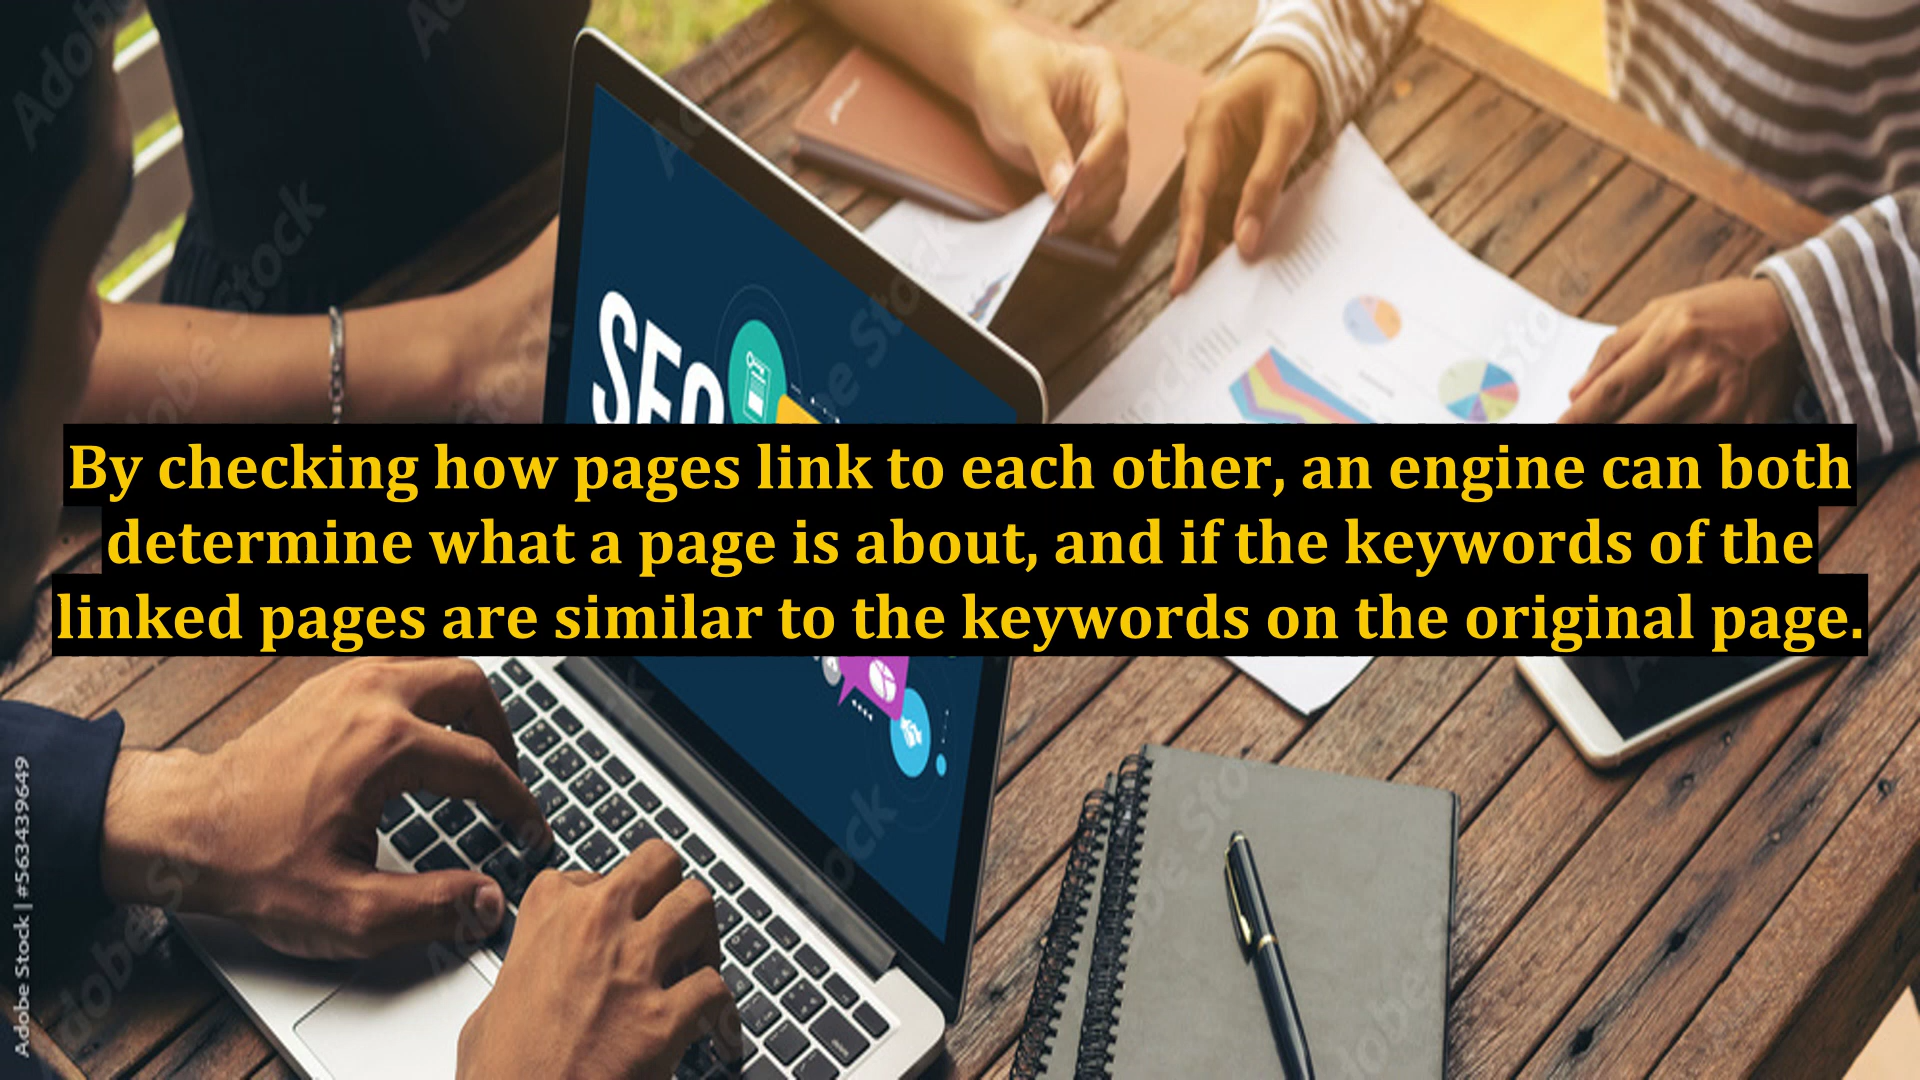 SEO
By checking how pages link to each other, an engine can both
determine what a page is about, and if the keywords of the
linked pages are similar to the keywords on the original page.
Adobe Stock | #563439649